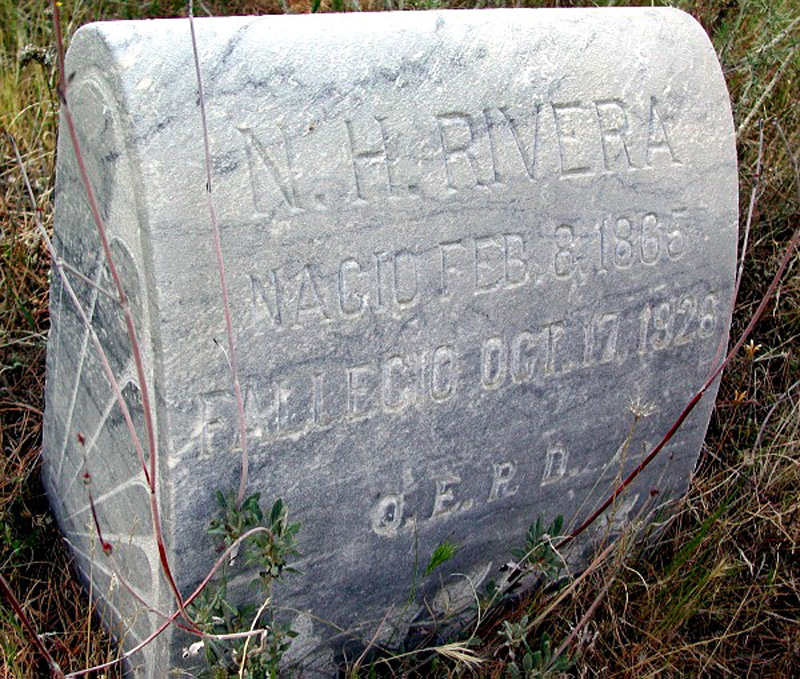 N. H. RIVERA
NACIO FEB. 8, 1865
FALLECIO OCT. 17, 1926
Q. E. P. D.